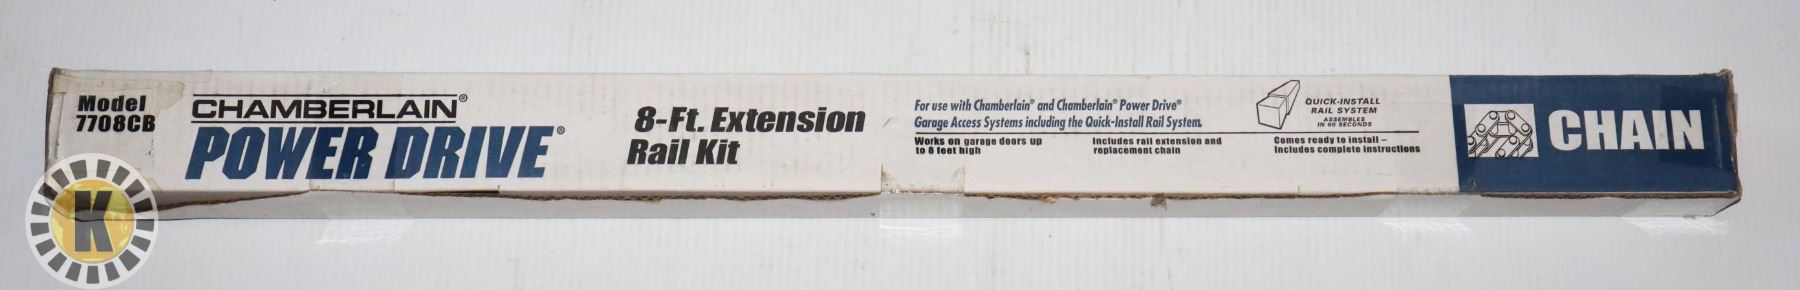 Model
7708CB
CHAMBERLAIN®
POWER DRIVE®
8-Ft. Extension
Rail Kit
For use with Chamberlain® and Chamberlain® Power Drive®
Garage Access Systems including the Quick-Install Rail System.
Works on garage doors up
to 8 feet high
Includes rail extension and
replacement chain
Comes ready to install –
Includes complete instructions
QUICK-INSTALL
RAIL SYSTEM
ASSEMBLES
IN 60 SECONDS
CHAIN
K